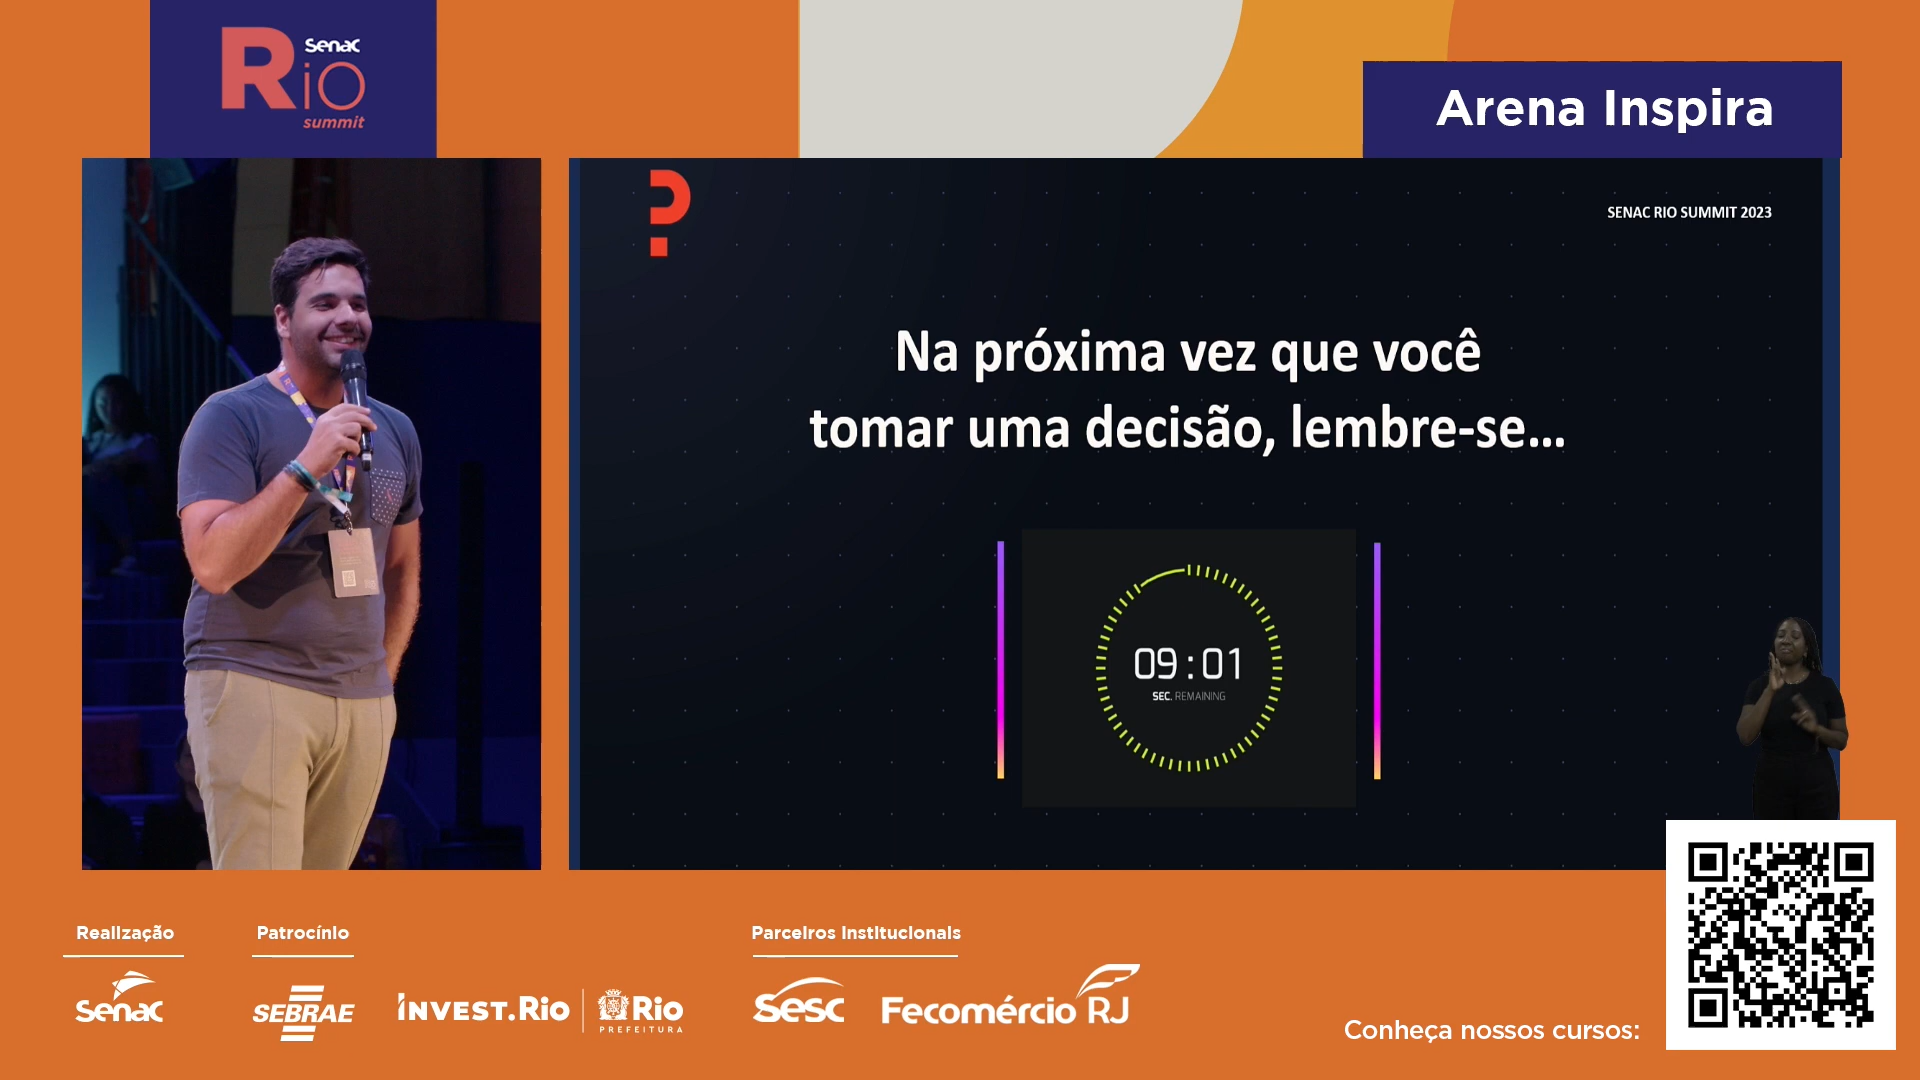 R Senac
io
summit
Arena Inspira
?
SENAC RIO SUMMIT 2023
Na próxima vez que você
tomar uma decisão, lembre-se...
09:01
SEC. REMAINING
Realização
Patrocínio
Parceiros Institucionais
Senac
SEBRAE
INVEST.Rio
Rio
PREFEITURA
Sesc
Fecomércio RJ
Conheça nossos cursos: